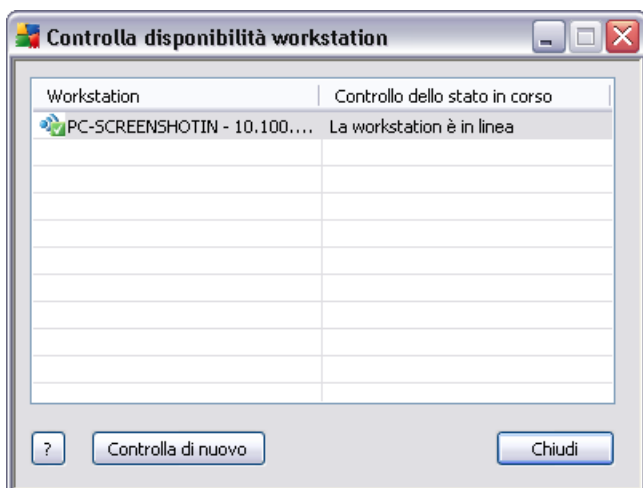 Controlla disponibilità workstation
Workstation Controllo dello stato in corso
PC-SCREENSHOTIN - 10.100.... La workstation è in linea
? Controlla di nuovo Chiudi